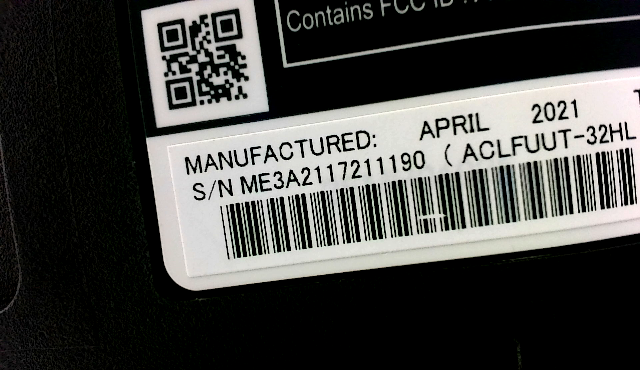 Contains FCC ID
MANUFACTURED: APRIL 2021
S/N ME3A2117211190 ( ACLFUUT-32HL